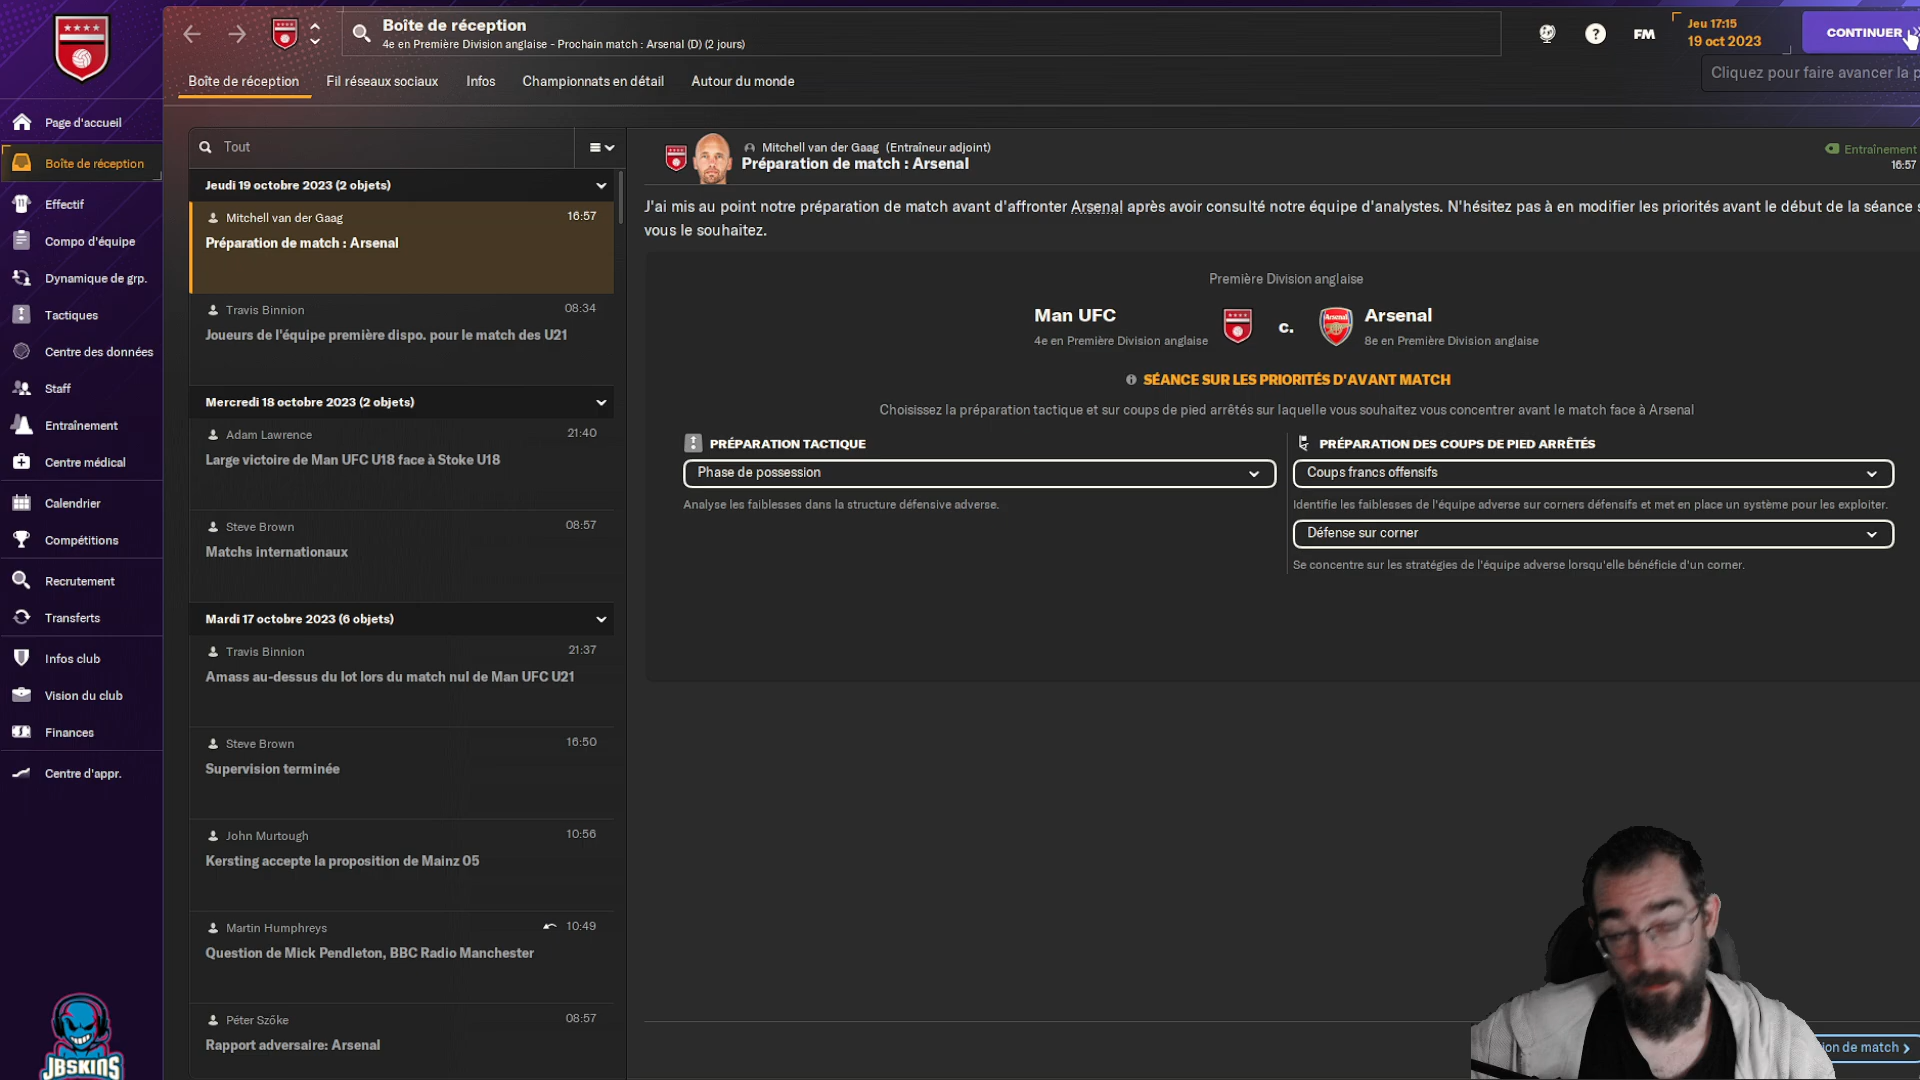 Boîte de réception
4e en Première Division anglaise - Prochain match : Arsenal (D) (2 jours)
FM
Jeu 17:15
19 oct 2023
CONTINUER
Cliquez pour faire avancer la p
Boîte de réception
Fil réseaux sociaux
Infos
Championnats en détail
Autour du monde
Page d'accueil
Boîte de réception
Effectif
Compo d'équipe
Dynamique de grp.
Tactiques
Centre des données
Staff
Entraînement
Centre médical
Calendrier
Compétitions
Recrutement
Transferts
Infos club
Vision du club
Finances
Centre d'appr.
JBSKINS
Tout
Jeudi 19 octobre 2023 (2 objets)
Mitchell van der Gaag 16:57
Préparation de match : Arsenal
Travis Binnion 08:34
Joueurs de l'équipe première dispo. pour le match des U21
Mercredi 18 octobre 2023 (2 objets)
Adam Lawrence 21:40
Large victoire de Man UFC U18 face à Stoke U18
Steve Brown 08:57
Matchs internationaux
Mardi 17 octobre 2023 (6 objets)
Travis Binnion 21:37
Amass au-dessus du lot lors du match nul de Man UFC U21
Steve Brown 16:50
Supervision terminée
John Murtough 10:56
Kersting accepte la proposition de Mainz 05
Martin Humphreys 10:49
Question de Mick Pendleton, BBC Radio Manchester
Péter Szőke 08:57
Rapport adversaire: Arsenal
Mitchell van der Gaag (Entraîneur adjoint)
Préparation de match : Arsenal
Entraînement
16:57
J'ai mis au point notre préparation de match avant d'affronter Arsenal après avoir consulté notre équipe d'analystes. N'hésitez pas à en modifier les priorités avant le début de la séance s
vous le souhaitez.
Première Division anglaise
Man UFC
4e en Première Division anglaise
c.
Arsenal
8e en Première Division anglaise
SÉANCE SUR LES PRIORITÉS D'AVANT MATCH
Choisissez la préparation tactique et sur coups de pied arrêtés sur laquelle vous souhaitez vous concentrer avant le match face à Arsenal
PRÉPARATION TACTIQUE
Phase de possession
Analyse les faiblesses dans la structure défensive adverse.
PRÉPARATION DES COUPS DE PIED ARRÊTÉS
Coups francs offensifs
Identifie les faiblesses de l'équipe adverse sur corners défensifs et met en place un système pour les exploiter.
Défense sur corner
Se concentre sur les stratégies de l'équipe adverse lorsqu'elle bénéficie d'un corner.
ion de match